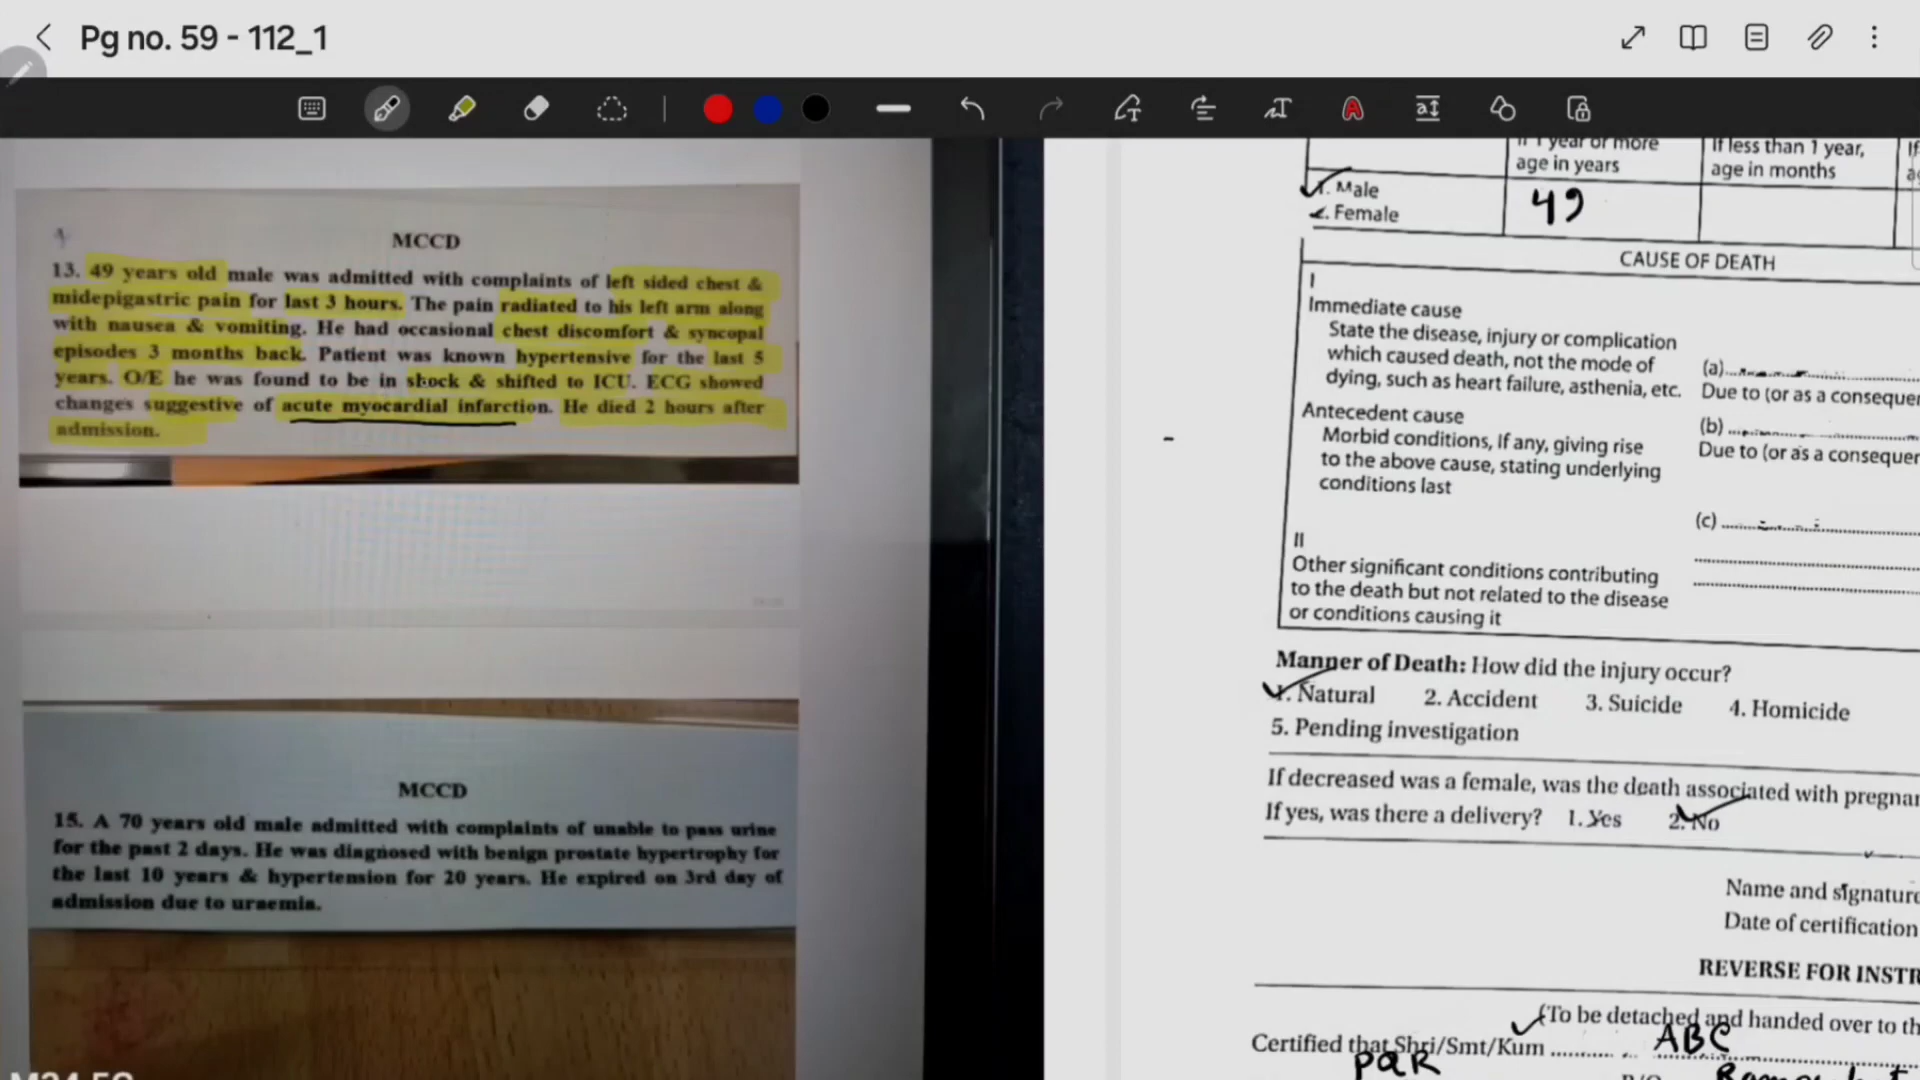 Pg no. 59 - 112_1
MCCD
13. 49 years old male was admitted with complaints of left sided chest &
midepigastric pain for last 3 hours. The pain radiated to his left arm along
with nausea & vomiting. He had occasional chest discomfort & syncopal
episodes 3 months back. Patient was known hypertensive for the last 5
years. O/E he was found to be in shock & shifted to ICU. ECG showed
changes suggestive of acute myocardial infarction. He died 2 hours after
admission.
MCCD
15. A 70 years old male admitted with complaints of unable to pass urine
for the past 2 days. He was diagnosed with benign prostate hypertrophy for
the last 10 years & hypertension for 20 years. He expired on 3rd day of
admission due to uraemia.
If 1 year or more
age in years
If less than 1 year,
age in months
If
1. Male
2. Female
49
CAUSE OF DEATH
I
Immediate cause
State the disease, injury or complication
which caused death, not the mode of
dying, such as heart failure, asthenia, etc.
(a)
Due to (or as a consequen
Antecedent cause
Morbid conditions, if any, giving rise
to the above cause, stating underlying
conditions last
(b)
Due to (or as a consequen
(c)
II
Other significant conditions contributing
to the death but not related to the disease
or conditions causing it
Manner of Death: How did the injury occur?
1. Natural 2. Accident 3. Suicide 4. Homicide
5. Pending investigation
If decreased was a female, was the death associated with pregnan
If yes, was there a delivery? 1. Yes 2. No
Name and signature
Date of certification
REVERSE FOR INSTR
(To be detached and handed over to th
Certified that Shri/Smt/Kum ABC
PQR